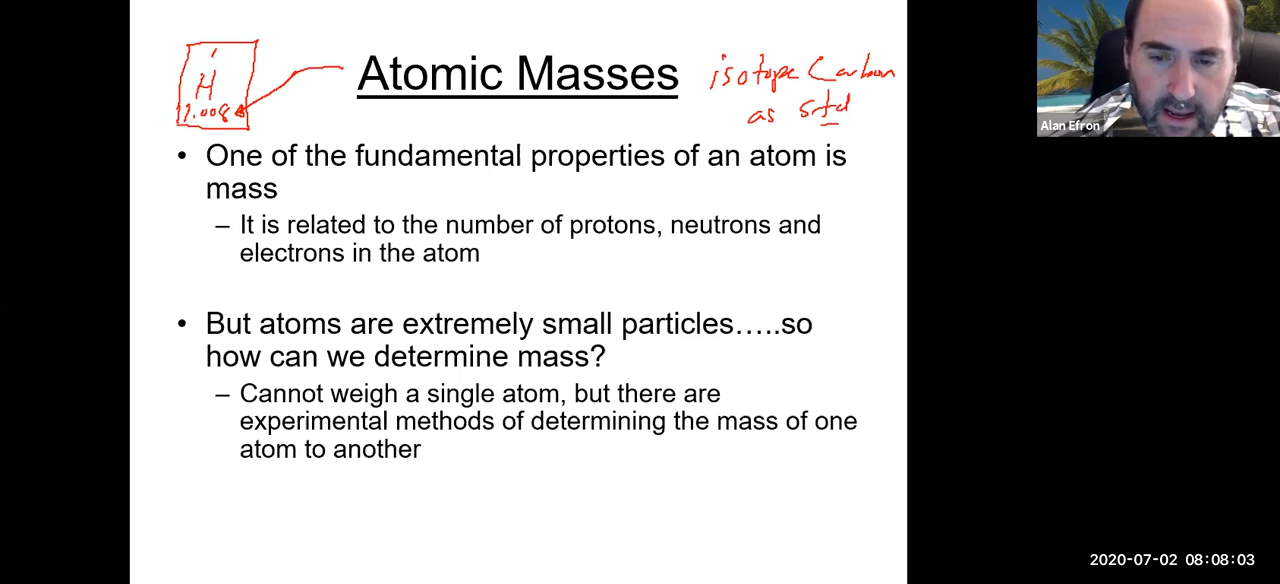 1
H
1.008
Atomic Masses
isotope Carbon
as std
• One of the fundamental properties of an atom is
mass
– It is related to the number of protons, neutrons and
electrons in the atom
• But atoms are extremely small particles…..so
how can we determine mass?
– Cannot weigh a single atom, but there are
experimental methods of determining the mass of one
atom to another
Alan Efron
2020-07-02 08:08:03